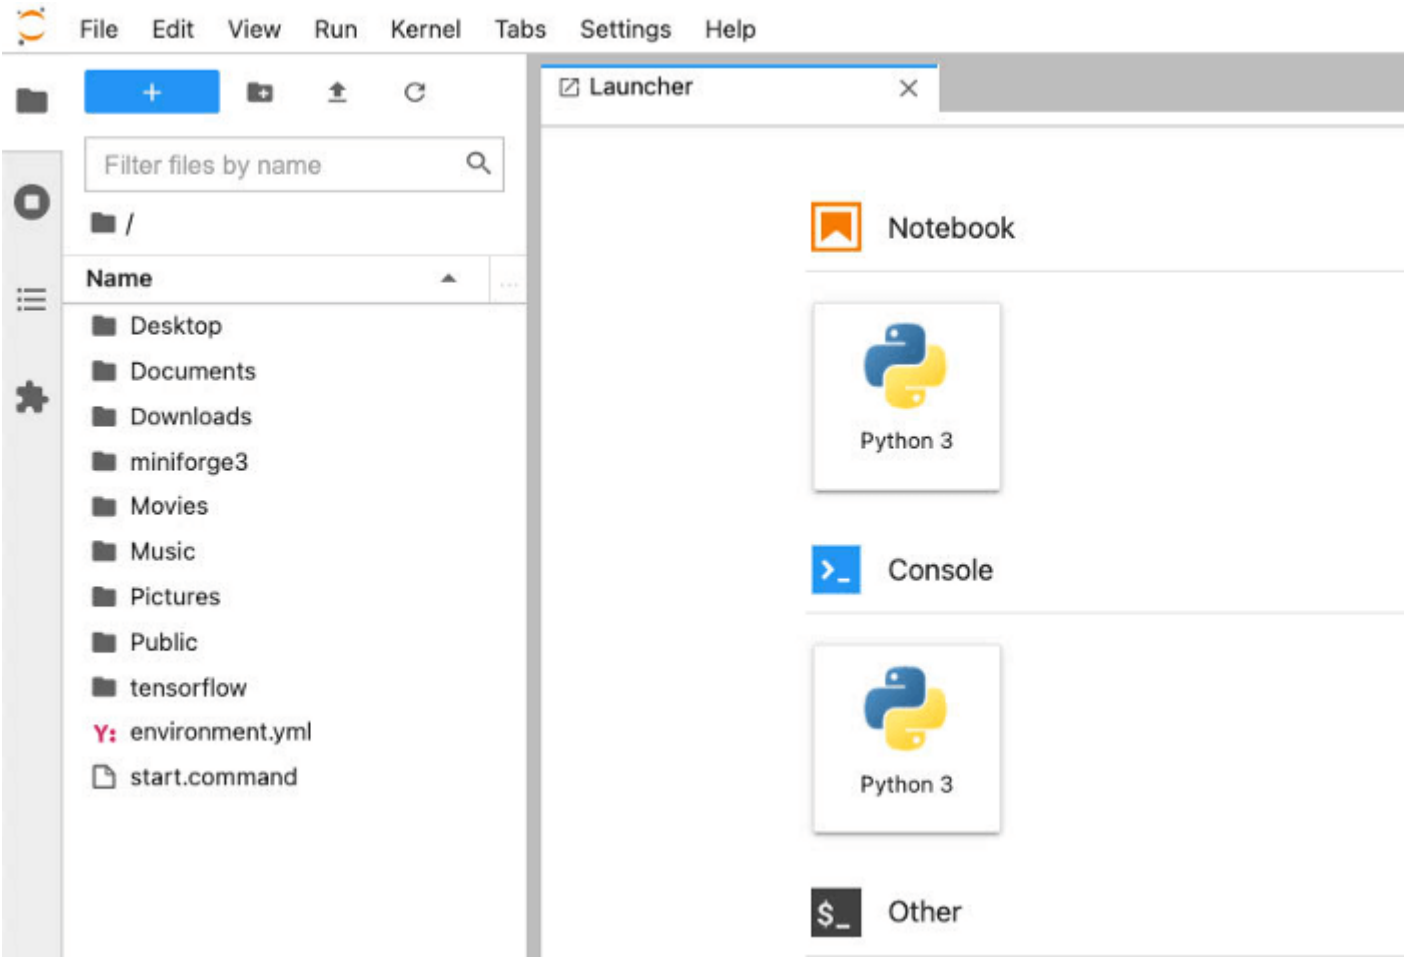 File Edit View Run Kernel Tabs Settings Help
+
Launcher
Filter files by name
/
Name
...
Desktop
Documents
Downloads
miniforge3
Movies
Music
Pictures
Public
tensorflow
Y: environment.yml
start.command
Notebook
Python 3
>_ Console
Python 3
$_ Other